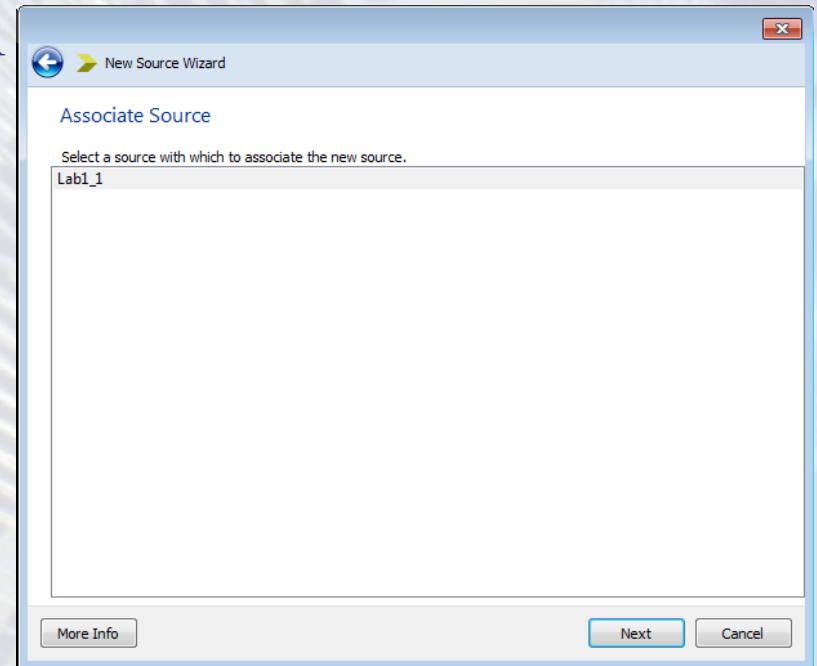 New Source Wizard
Associate Source
Select a source with which to associate the new source.
Lab1_1
More Info
Next
Cancel